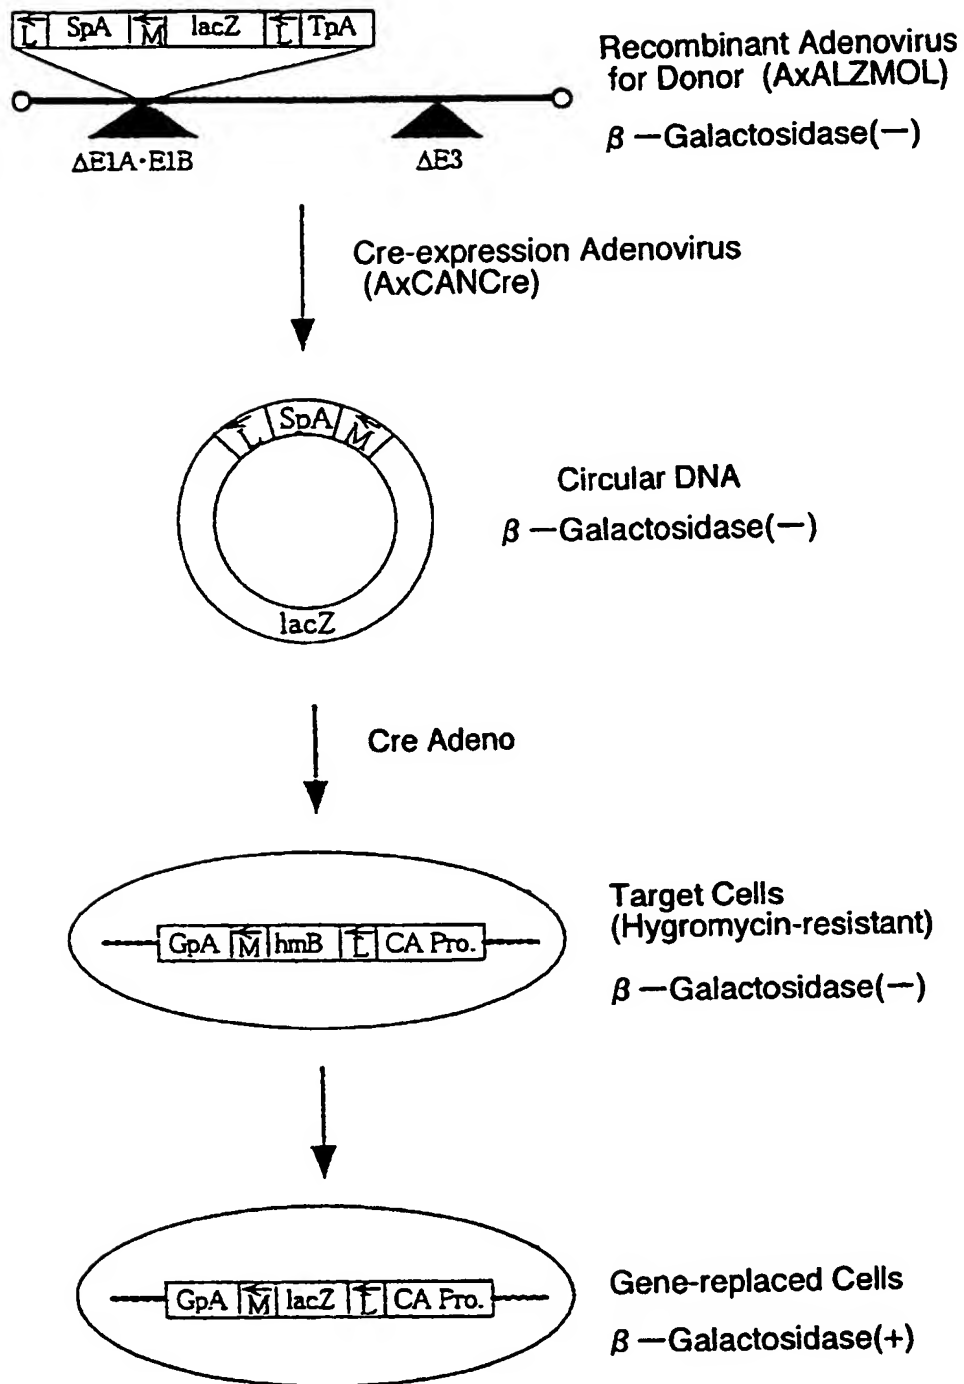 L SpA M lacZ L TpA
Recombinant Adenovirus
for Donor (AxALZMOL)
β —Galactosidase(—)
ΔE1A·E1B
ΔE3
Cre-expression Adenovirus
(AxCANCre)
L SpA M
lacZ
Circular DNA
β —Galactosidase(—)
Cre Adeno
GpA M hmB L CA Pro.
Target Cells
(Hygromycin-resistant)
β —Galactosidase(—)
GpA M lacZ L CA Pro.
Gene-replaced Cells
β —Galactosidase(+)